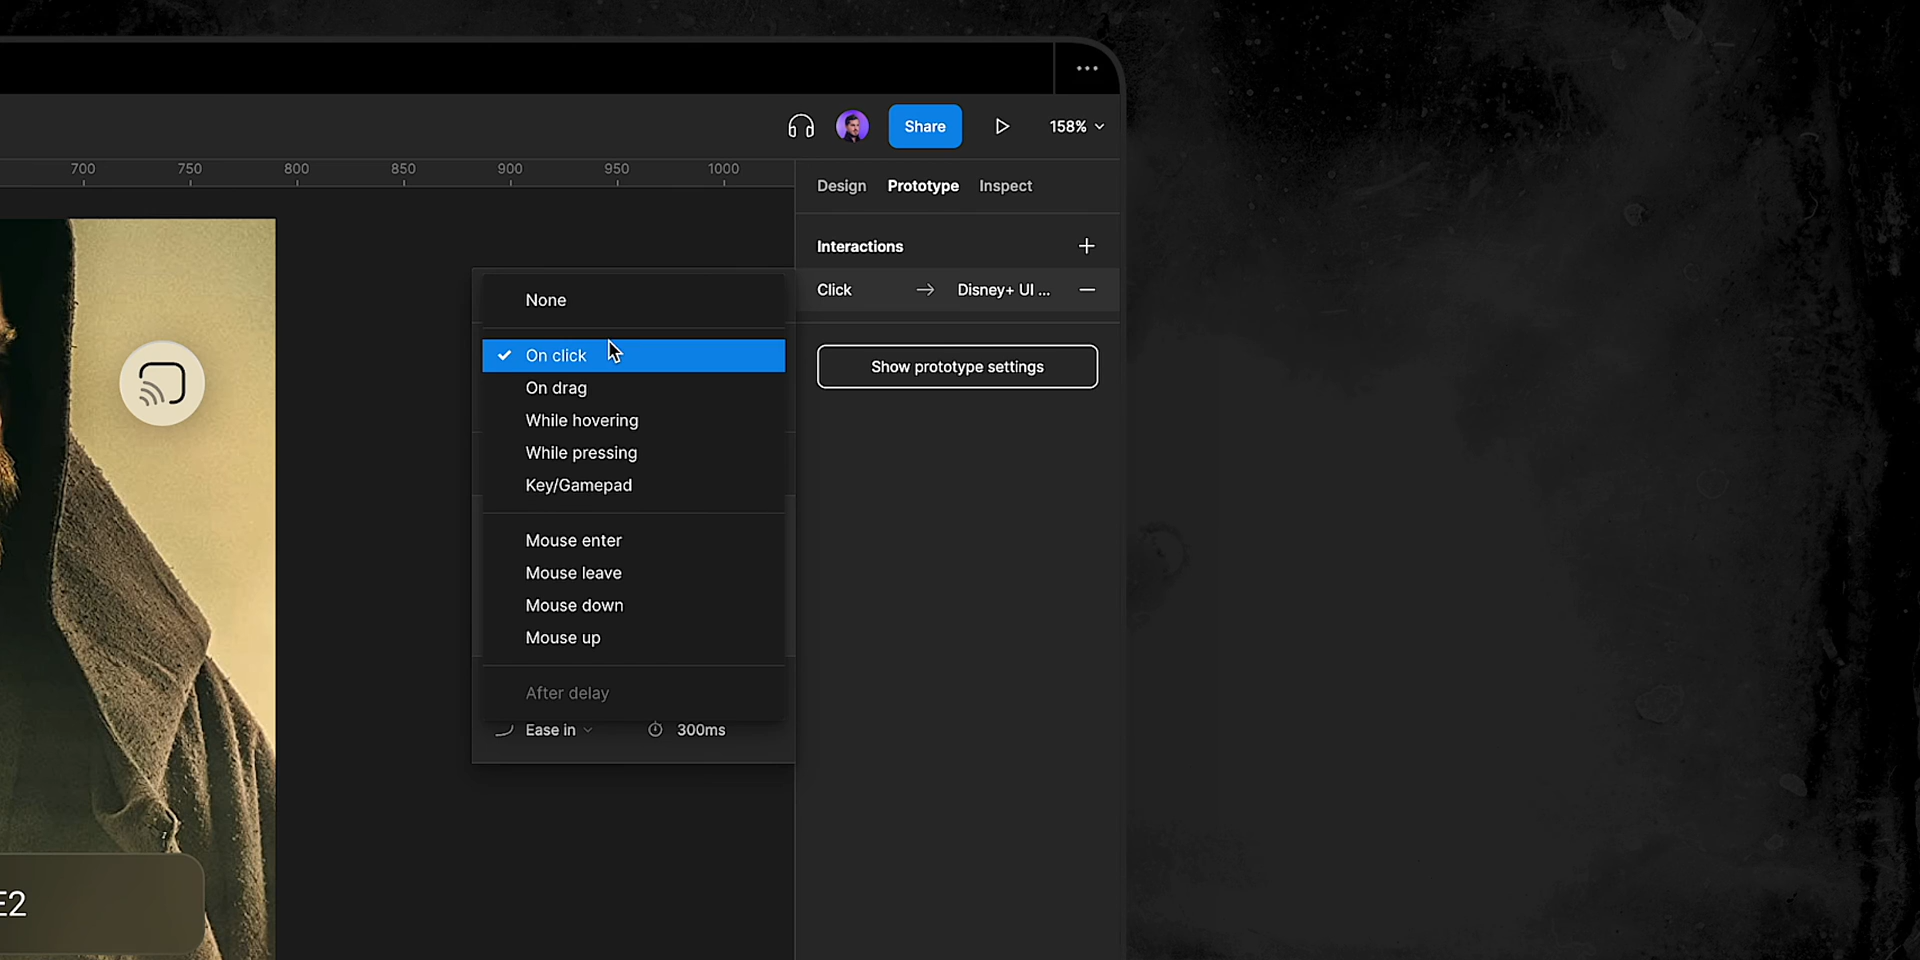 Share
158%
700
750
800
850
900
950
1000
Design
Prototype
Inspect
Interactions
Click
Disney+ UI ...
Show prototype settings
None
On click
On drag
While hovering
While pressing
Key/Gamepad
Mouse enter
Mouse leave
Mouse down
Mouse up
After delay
Ease in
300ms
E2